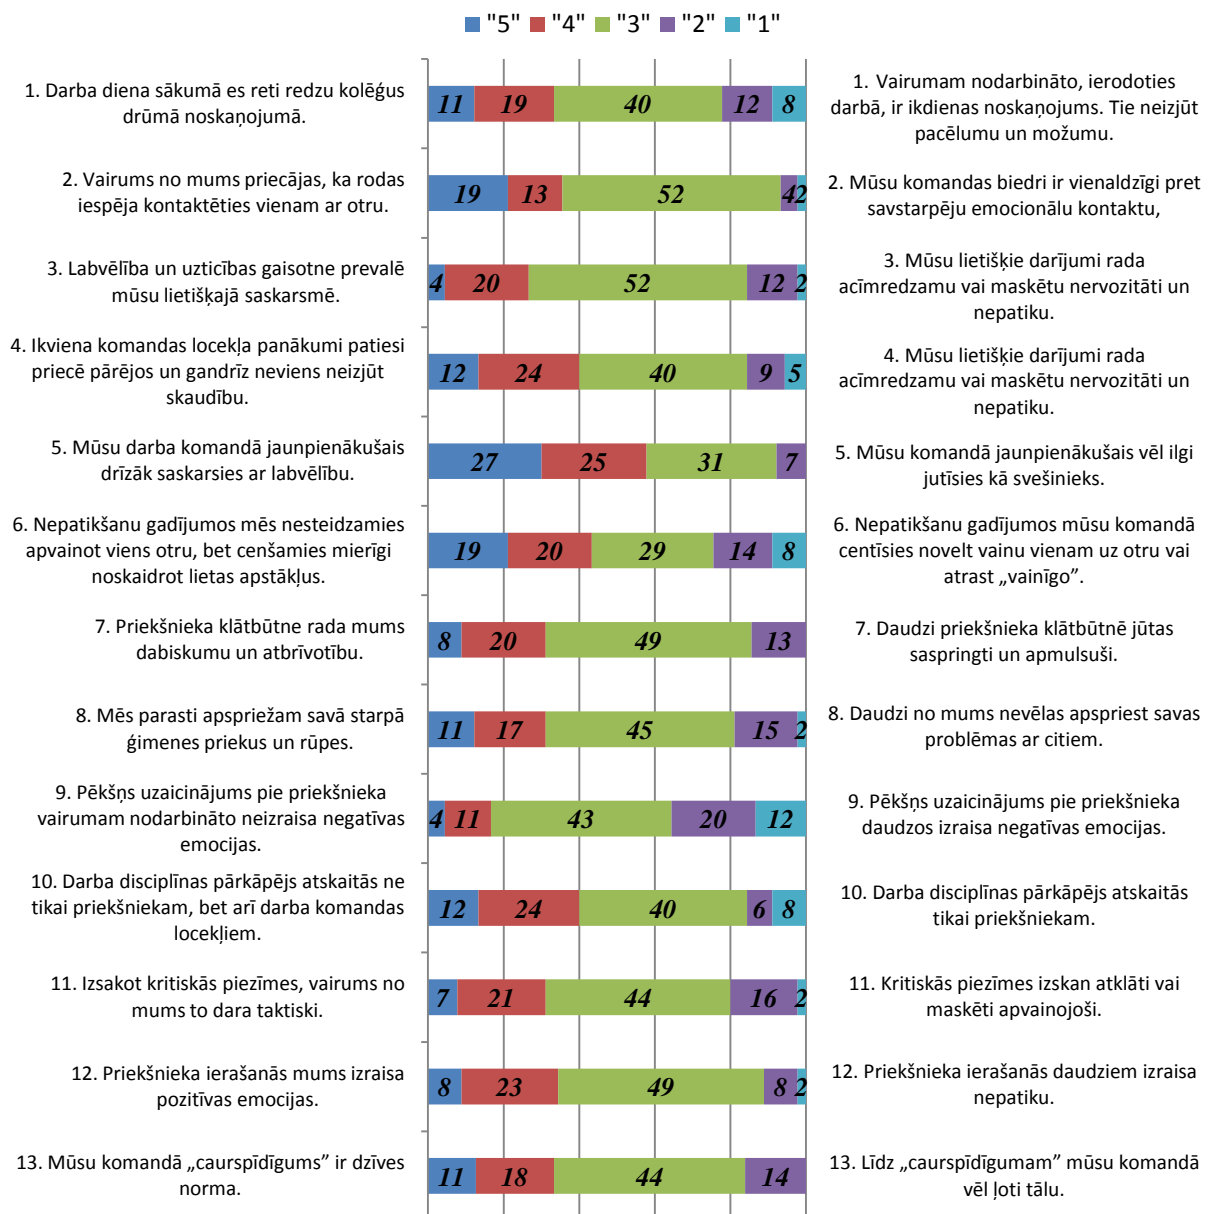 "5" "4" "3" "2" "1"
1. Darba diena sākumā es reti redzu kolēģus
drūmā noskaņojumā.
11 19 40 12 8
1. Vairumam nodarbināto, ierodoties
darbā, ir ikdienas noskaņojums. Tie neizjūt
pacēlumu un možumu.
2. Vairums no mums priecājas, ka rodas
iespēja kontaktēties vienam ar otru.
19 13 52 4 2
2. Mūsu komandas biedri ir vienaldzīgi pret
savstarpēju emocionālu kontaktu,
3. Labvēlība un uzticības gaisotne prevalē
mūsu lietišķajā saskarsmē.
4 20 52 12 2
3. Mūsu lietišķie darījumi rada
acīmredzamu vai maskētu nervozitāti un
nepatiku.
4. Ikviena komandas locekļa panākumi patiesi
priecē pārējos un gandrīz neviens neizjūt
skaudību.
12 24 40 9 5
4. Mūsu lietišķie darījumi rada
acīmredzamu vai maskētu nervozitāti un
nepatiku.
5. Mūsu darba komandā jaunpienākušais
drīzāk saskarsies ar labvēlību.
27 25 31 7
5. Mūsu komandā jaunpienākušais vēl ilgi
jutīsies kā svešinieks.
6. Nepatikšanu gadījumos mēs nesteidzamies
apvainot viens otru, bet cenšamies mierīgi
noskaidrot lietas apstākļus.
19 20 29 14 8
6. Nepatikšanu gadījumos mūsu komandā
centīsies novelt vainu vienam uz otru vai
atrast „vainīgo”.
7. Priekšnieka klātbūtne rada mums
dabiskumu un atbrīvotību.
8 20 49 13
7. Daudzi priekšnieka klātbūtnē jūtas
saspringti un apmulsuši.
8. Mēs parasti apspriežam savā starpā
ģimenes priekus un rūpes.
11 17 45 15 2
8. Daudzi no mums nevēlas apspriest savas
problēmas ar citiem.
9. Pēkšņs uzaicinājums pie priekšnieka
vairumam nodarbināto neizraisa negatīvas
emocijas.
4 11 43 20 12
9. Pēkšņs uzaicinājums pie priekšnieka
daudzos izraisa negatīvas emocijas.
10. Darba disciplīnas pārkāpējs atskaitās ne
tikai priekšniekam, bet arī darba komandas
locekļiem.
12 24 40 6 8
10. Darba disciplīnas pārkāpējs atskaitās
tikai priekšniekam.
11. Izsakot kritiskās piezīmes, vairums no
mums to dara taktiski.
7 21 44 16 2
11. Kritiskās piezīmes izskan atklāti vai
maskēti apvainojoši.
12. Priekšnieka ierašanās mums izraisa
pozitīvas emocijas.
8 23 49 8 2
12. Priekšnieka ierašanās daudziem izraisa
nepatiku.
13. Mūsu komandā „caurspīdīgums” ir dzīves
norma.
11 18 44 14
13. Līdz „caurspīdīgumam” mūsu komandā
vēl ļoti tālu.